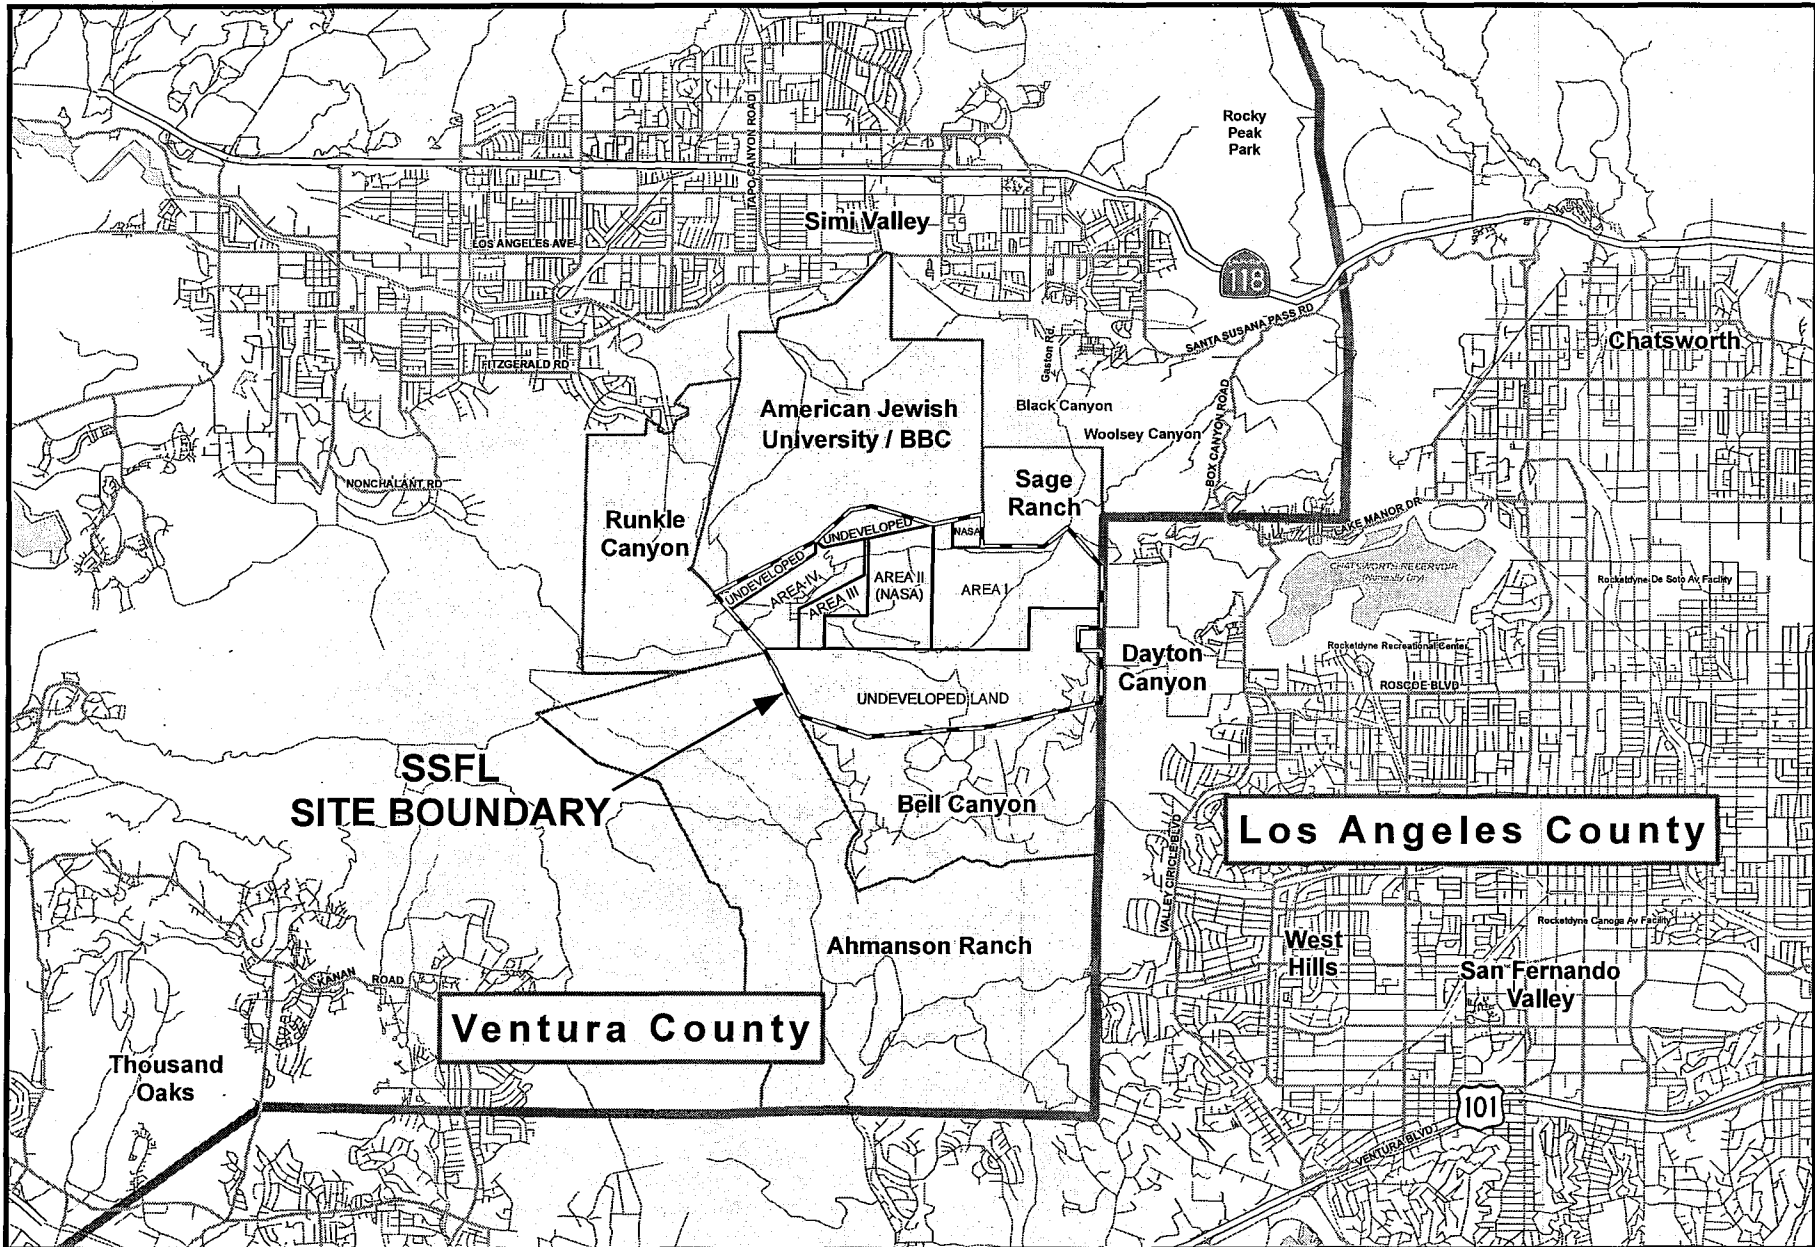 Rocky
Peak
Park
TAPO CANYON ROAD
Simi Valley
LOS ANGELES AVE
118
SANTA SUSANA PASS RD
Chatsworth
Gaston Rd.
FITZGERALD RD
American Jewish
University / BBC
Black Canyon
Woolsey Canyon
BOX CANYON ROAD
NONCHALANT RD
Sage
Ranch
Runkle
Canyon
LAKE MANOR DR
UNDEVELOPED
NASA
UNDEVELOPED
AREA IV
AREA III
AREA II
(NASA)
AREA I
CHATSWORTH RESERVOIR
(Normally Dry)
Rocketdyne De Soto Av Facility
Dayton
Canyon
Rocketdyne Recreational Center
ROSCOE BLVD
UNDEVELOPED LAND
SSFL
SITE BOUNDARY
Bell Canyon
VALLEY CIRCLE BLVD
Los Angeles County
Rocketdyne Canoga Av Facility
West
Hills
Ahmanson Ranch
San Fernando
Valley
KANAN ROAD
Ventura County
Thousand
Oaks
101
VENTURA BLVD